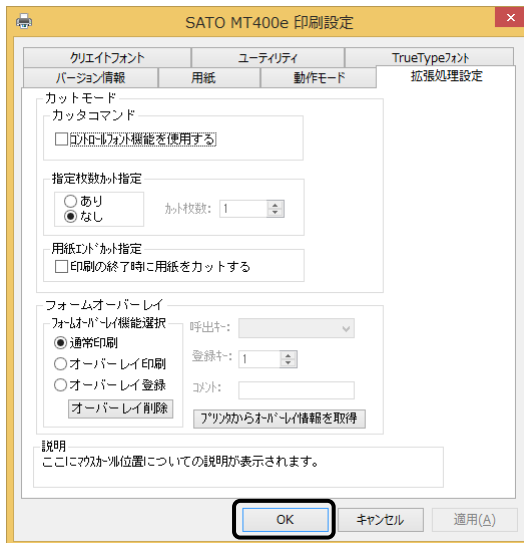 SATO MT400e 印刷設定
クリエイトフォント ユーティリティ TrueTypeフォント
バージョン情報 用紙 動作モード 拡張処理設定
カットモード
カッタコマンド
コントロールフォント機能を使用する
指定枚数カット指定
あり
なし
カット枚数: 1
用紙エンドカット指定
印刷の終了時に用紙をカットする
フォームオーバーレイ
フォームオーバーレイ機能選択
通常印刷
オーバーレイ印刷
オーバーレイ登録
オーバーレイ削除
呼出キー:
登録キー: 1
コメント:
プリンタからオーバーレイ情報を取得
説明
ここにマウスカーソル位置についての説明が表示されます。
OK キャンセル 適用(A)